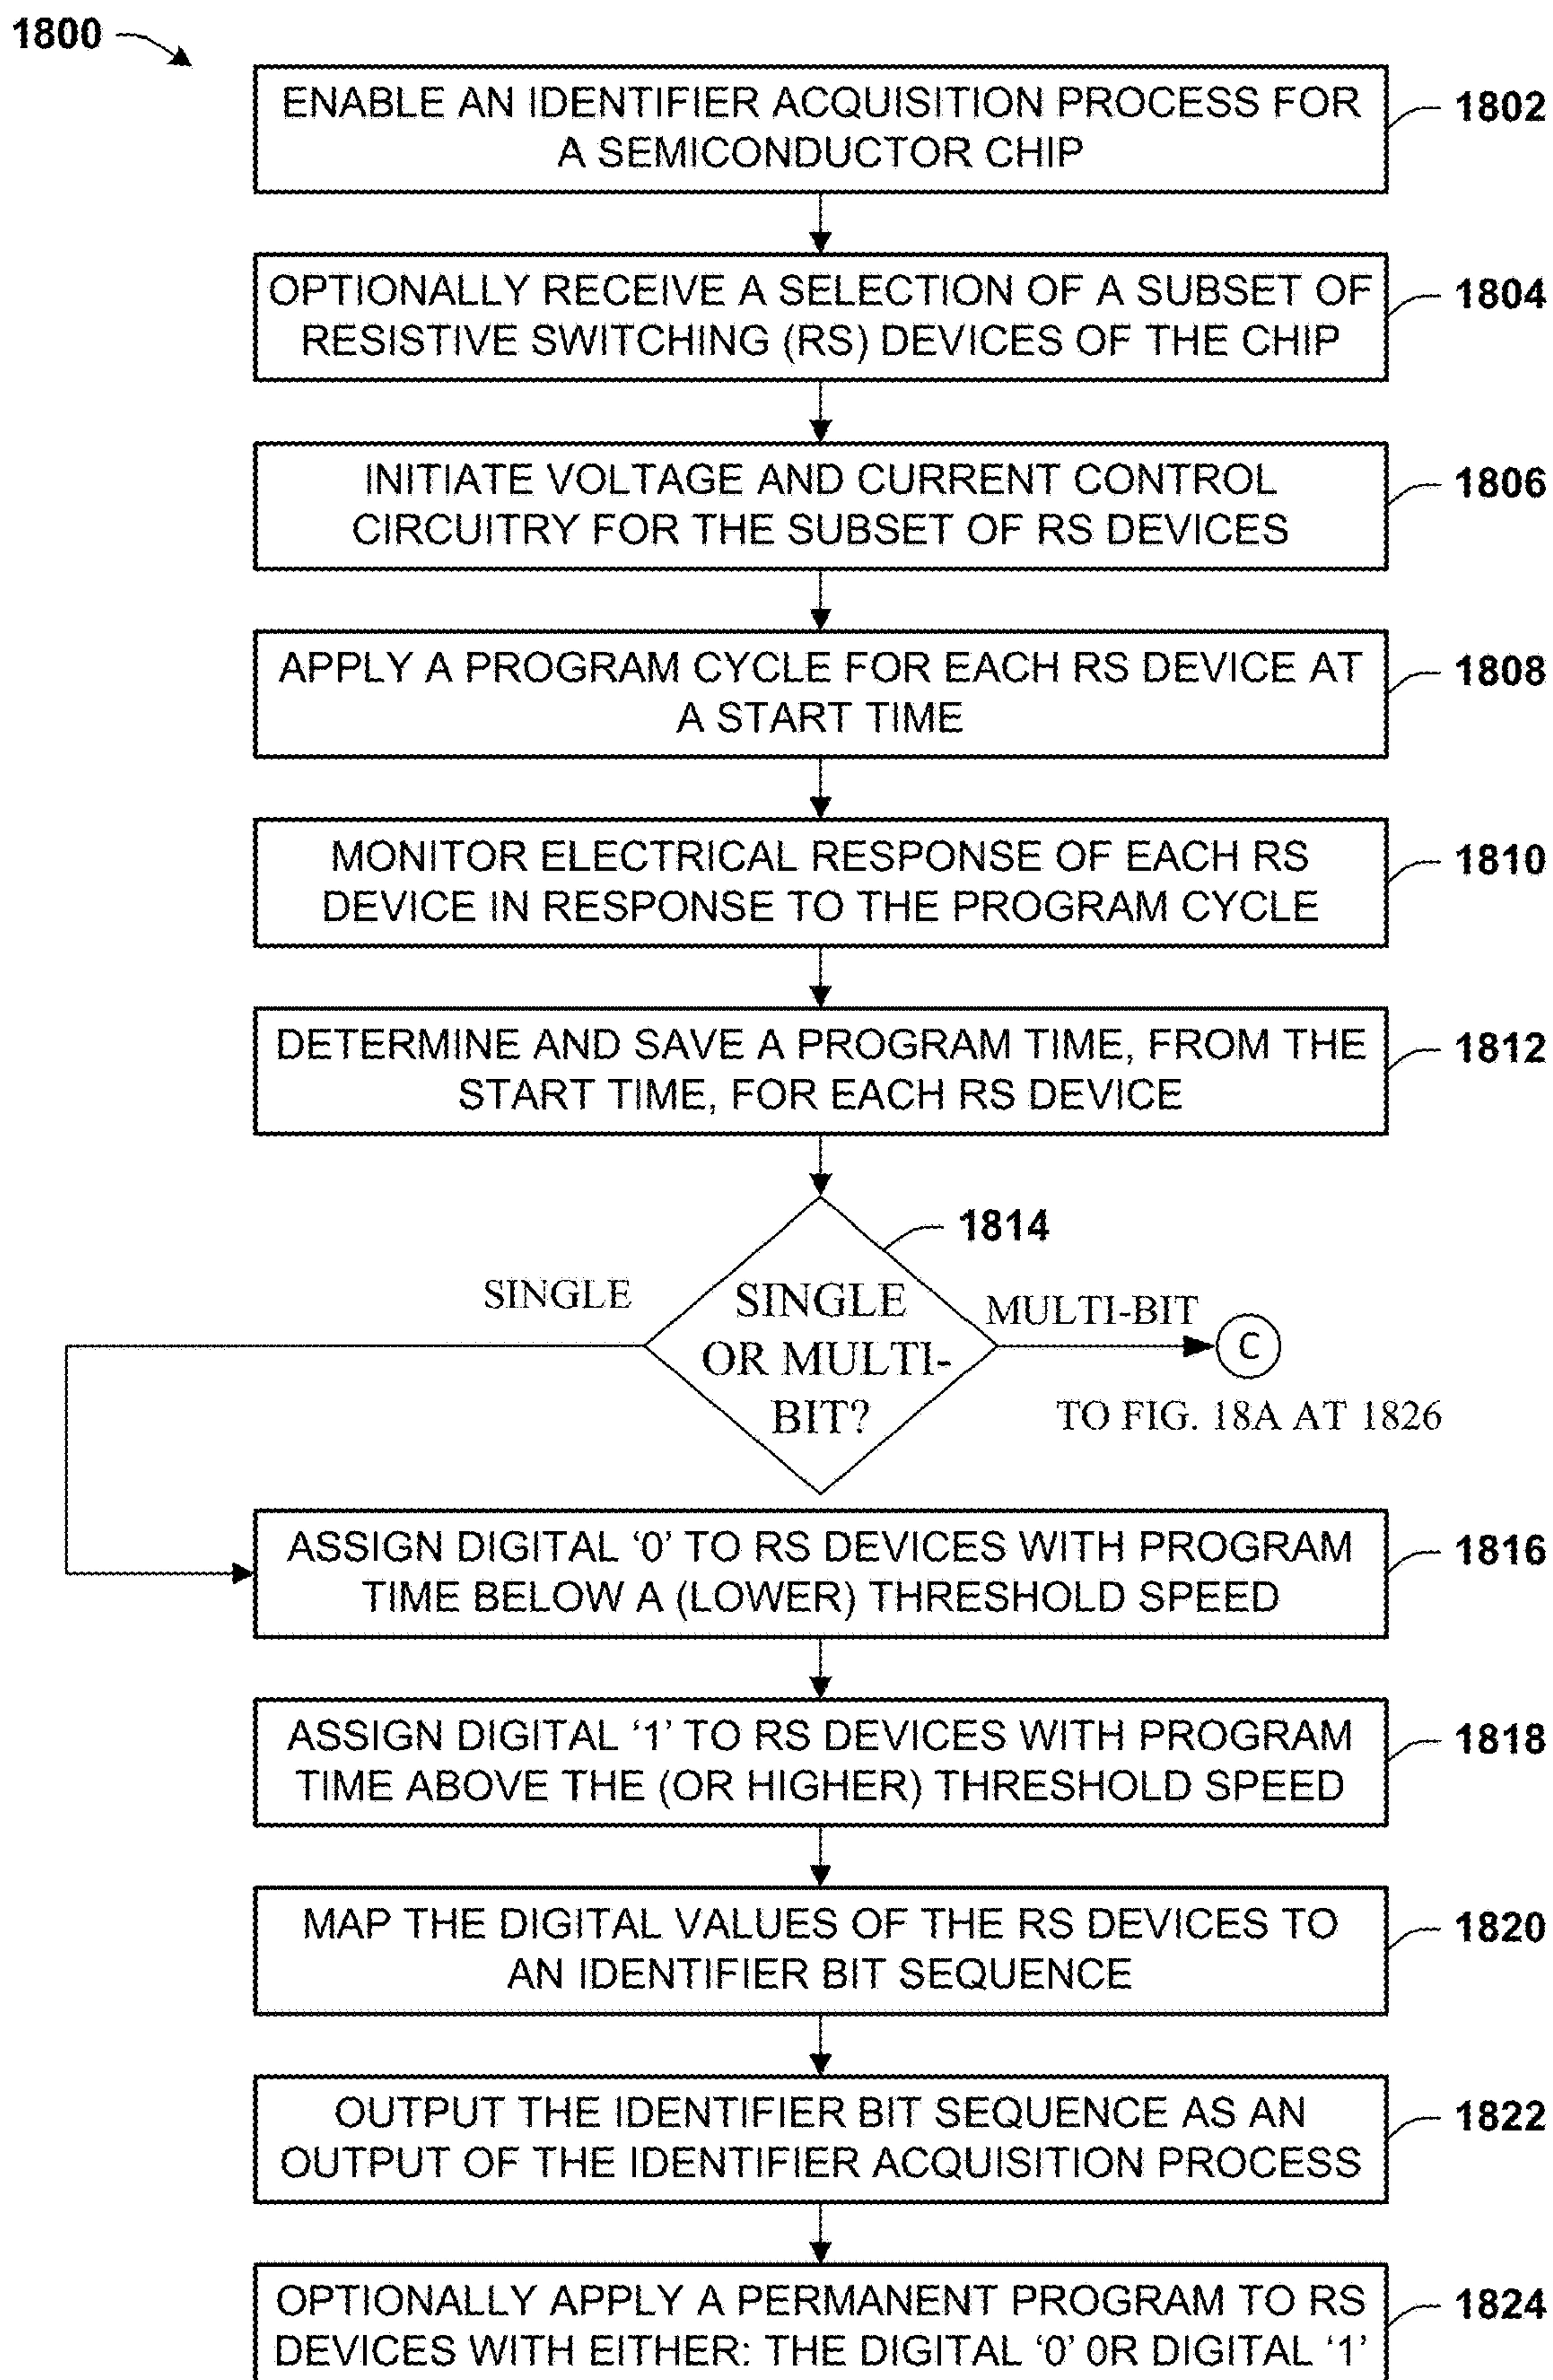 1800
ENABLE AN IDENTIFIER ACQUISITION PROCESS FOR
A SEMICONDUCTOR CHIP
1802
OPTIONALLY RECEIVE A SELECTION OF A SUBSET OF
RESISTIVE SWITCHING (RS) DEVICES OF THE CHIP
1804
INITIATE VOLTAGE AND CURRENT CONTROL
CIRCUITRY FOR THE SUBSET OF RS DEVICES
1806
APPLY A PROGRAM CYCLE FOR EACH RS DEVICE AT
A START TIME
1808
MONITOR ELECTRICAL RESPONSE OF EACH RS
DEVICE IN RESPONSE TO THE PROGRAM CYCLE
1810
DETERMINE AND SAVE A PROGRAM TIME, FROM THE
START TIME, FOR EACH RS DEVICE
1812
1814
SINGLE
SINGLE
OR MULTI-
BIT?
MULTI-BIT
C
TO FIG. 18A AT 1826
ASSIGN DIGITAL ‘0’ TO RS DEVICES WITH PROGRAM
TIME BELOW A (LOWER) THRESHOLD SPEED
1816
ASSIGN DIGITAL ‘1’ TO RS DEVICES WITH PROGRAM
TIME ABOVE THE (OR HIGHER) THRESHOLD SPEED
1818
MAP THE DIGITAL VALUES OF THE RS DEVICES TO
AN IDENTIFIER BIT SEQUENCE
1820
OUTPUT THE IDENTIFIER BIT SEQUENCE AS AN
OUTPUT OF THE IDENTIFIER ACQUISITION PROCESS
1822
OPTIONALLY APPLY A PERMANENT PROGRAM TO RS
DEVICES WITH EITHER: THE DIGITAL ‘0’ 0R DIGITAL ‘1’
1824